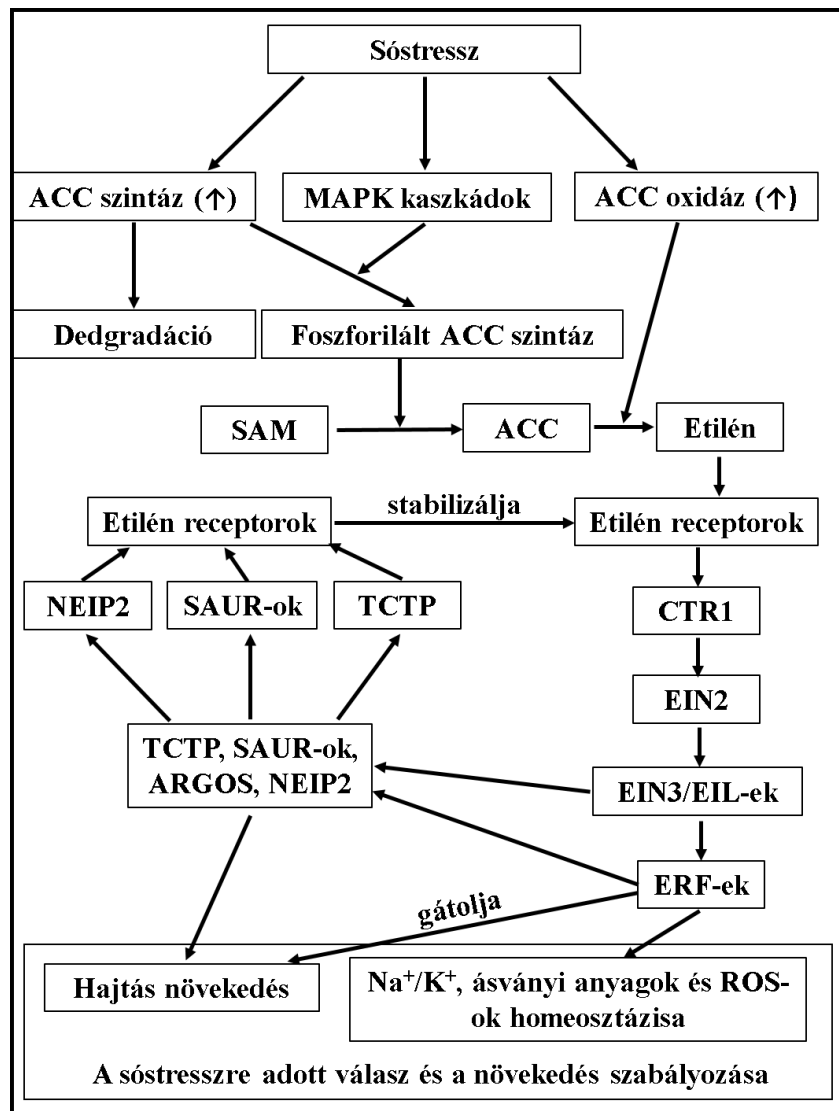 Sóstressz
ACC szintáz (↑)
MAPK kaszkádok
ACC oxidáz (↑)
Dedgradáció
Foszforilált ACC szintáz
SAM
ACC
Etilén
Etilén receptorok
stabilizálja
Etilén receptorok
NEIP2
SAUR-ok
TCTP
CTR1
EIN2
TCTP, SAUR-ok,
ARGOS, NEIP2
EIN3/EIL-ek
ERF-ek
gátolja
Hajtás növekedés
Na⁺/K⁺, ásványi anyagok és ROS-
ok homeosztázisa
A sóstresszre adott válasz és a növekedés szabályozása